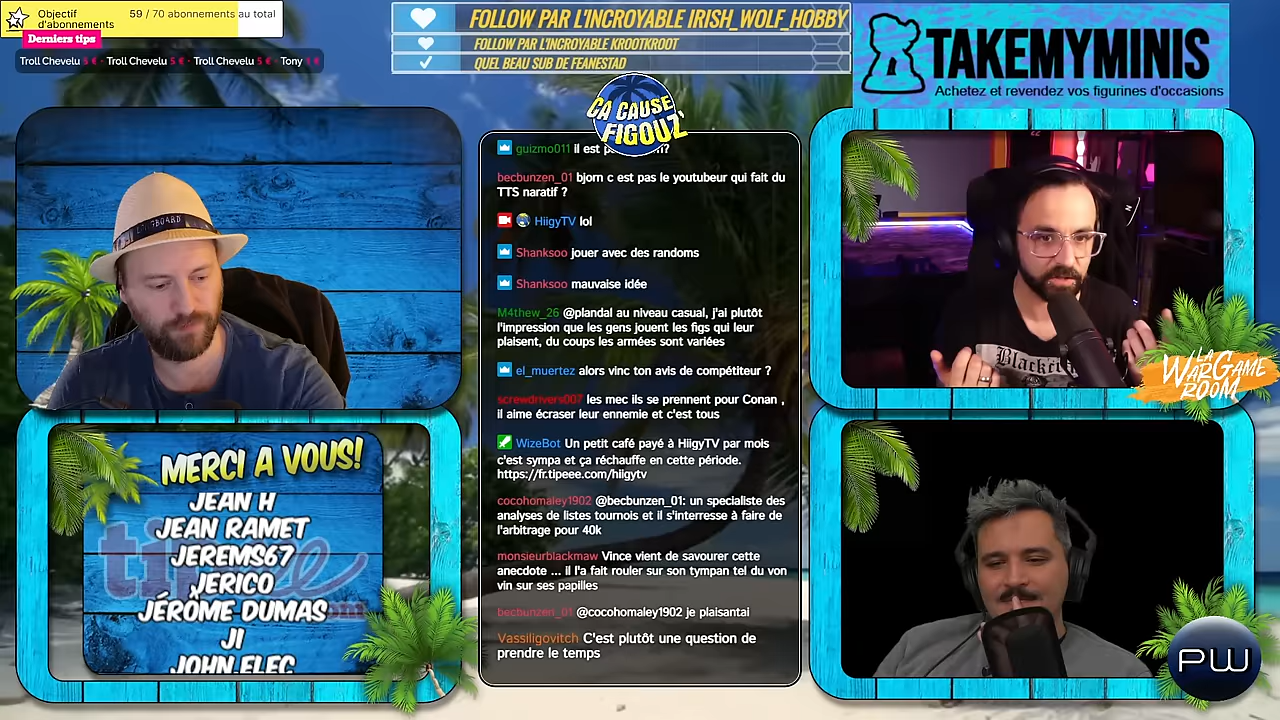 Objectif
d'abonnements
59 / 70 abonnements au total
Derniers tips
Troll Chevelu 5 € · Troll Chevelu 5 € · Troll Chevelu 5 € · Tony
FOLLOW PAR L'INCROYABLE IRISH_WOLF_HOBBY
FOLLOW PAR L'INCROYABLE KROOTKROOT
QUEL BEAU SUB DE FEANESTAD
TAKEMYMINIS
Achetez et revendez vos figurines d'occasions
ÇA CAUSE
FIGOUZ'
guizmo011 il est
becbunzen_01 bjorn c est pas le youtubeur qui fait du
TTS naratif ?
HiigyTV lol
Shanksoo jouer avec des randoms
Shanksoo mauvaise idée
M4thew_26 @plandal au niveau casual, j'ai plutôt
l'impression que les gens jouent les figs qui leur
plaisent, du coups les armées sont variées
el_muertez alors vinc ton avis de compétiteur ?
screwdrivers007 les mec ils se prennent pour Conan ,
il aime écraser leur ennemie et c'est tous
WizeBot Un petit café payé à HiigyTV par mois
c'est sympa et ça réchauffe en cette période.
https://fr.tipeee.com/hiigytv
cocohomaley1902 @becbunzen_01: un specialiste des
analyses de listes tournois et il s'interresse à faire de
l'arbitrage pour 40k
monsieurblackmaw Vince vient de savourer cette
anecdote ... il l'a fait rouler sur son tympan tel du von
vin sur ses papilles
becbunzen_01 @cocohomaley1902 je plaisantai
Vassiligovitch C'est plutôt une question de
prendre le temps
LONGBOARD
LA
WARGAME
ROOM
MERCI A VOUS!
JEAN H
JEAN RAMET
JEREMS67
JERICO
JÉRÔME DUMAS
JI
JOHN.ELEC
PW